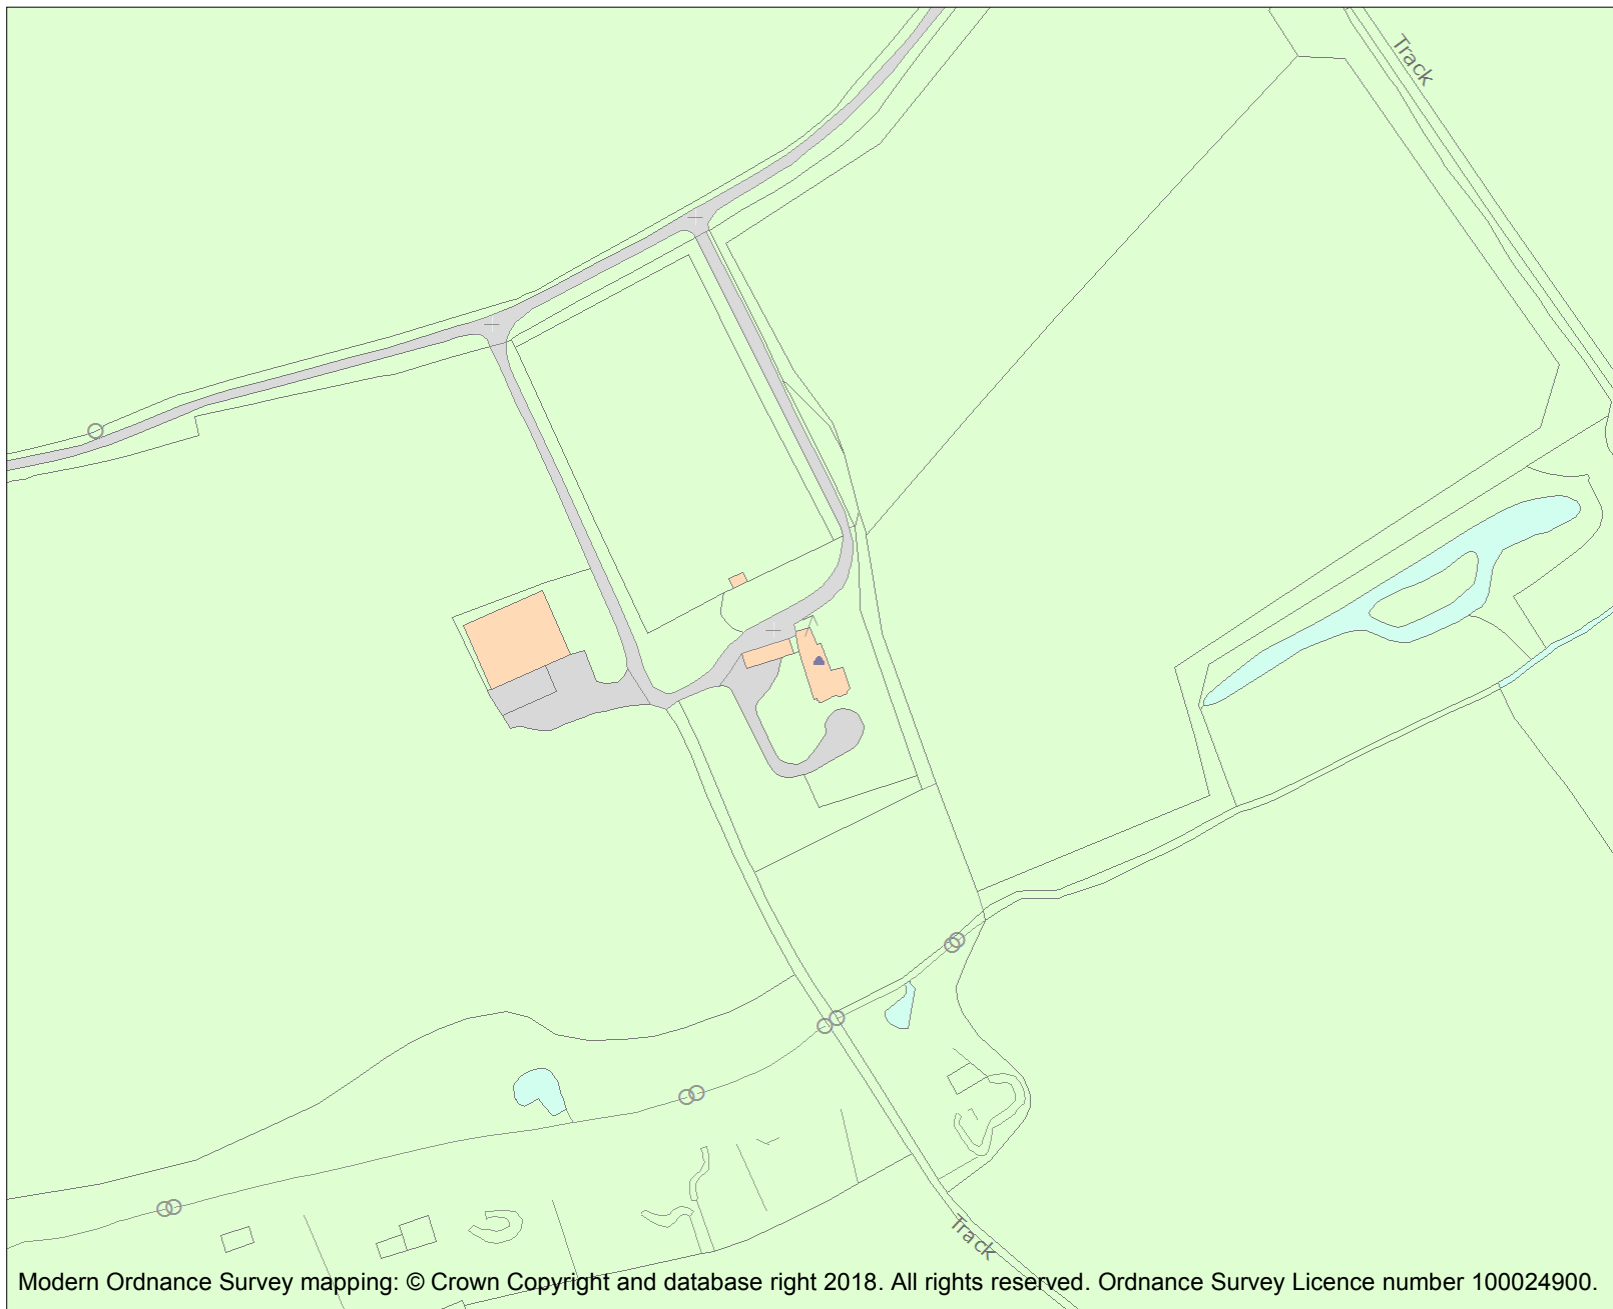 Track
Track
Modern Ordnance Survey mapping: © Crown Copyright and database right 2018. All rights reserved. Ordnance Survey Licence number 100024900.